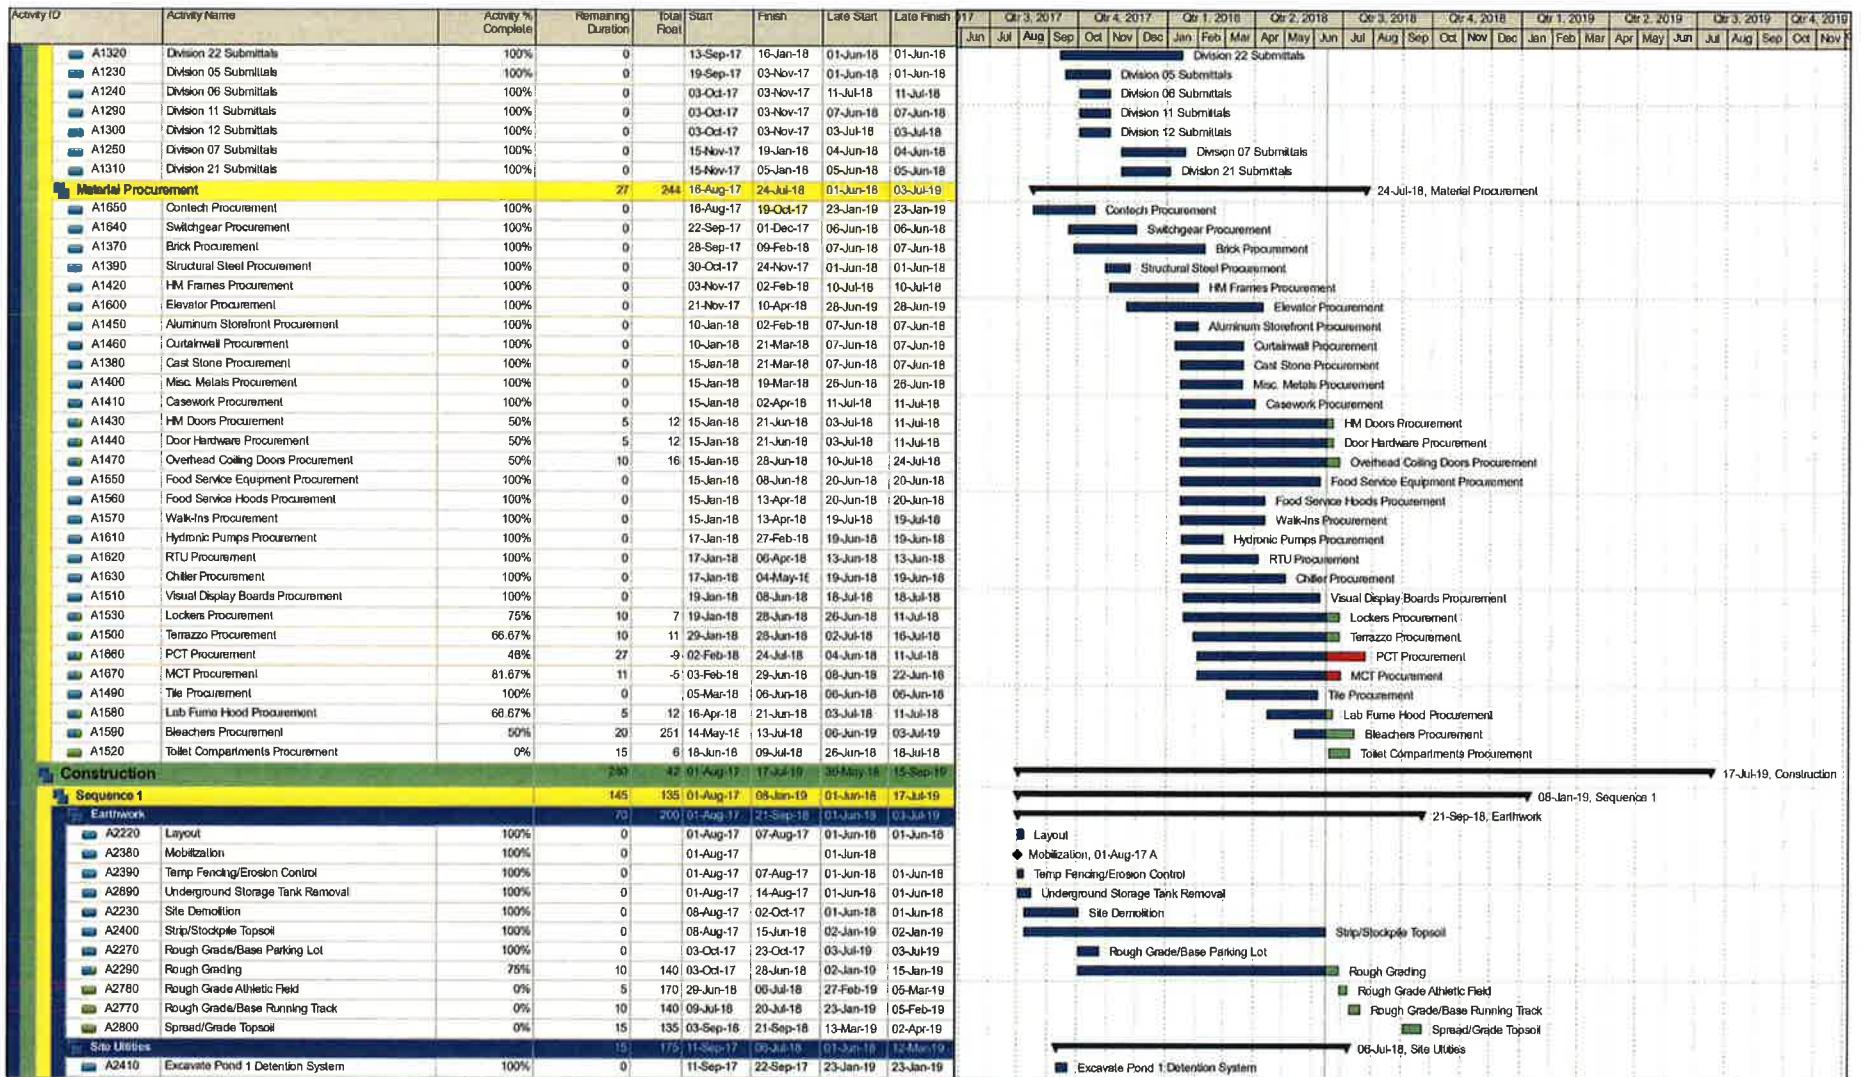 Activity ID Activity Name Activity % Complete Remaining Duration Total Float Start Finish Late Start Late Finish 017 Qtr 3, 2017 Qtr 4, 2017 Qtr 1, 2018 Qtr 2, 2018 Qtr 3, 2018 Qtr 4, 2018 Qtr 1, 2019 Qtr 2, 2019 Qtr 3, 2019 Qtr 4, 2019
Jun Jul Aug Sep Oct Nov Dec Jan Feb Mar Apr May Jun Jul Aug Sep Oct Nov Dec Jan Feb Mar Apr May Jun Jul Aug Sep Oct Nov
A1320 Division 22 Submittals 100% 0 13-Sep-17 16-Jan-18 01-Jun-18 01-Jun-18 Division 22 Submittals
A1230 Division 05 Submittals 100% 0 19-Sep-17 03-Nov-17 01-Jun-18 01-Jun-18 Division 05 Submittals
A1240 Division 06 Submittals 100% 0 03-Oct-17 03-Nov-17 11-Jul-18 11-Jul-18 Division 06 Submittals
A1290 Division 11 Submittals 100% 0 03-Oct-17 03-Nov-17 07-Jun-18 07-Jun-18 Division 11 Submittals
A1300 Division 12 Submittals 100% 0 03-Oct-17 03-Nov-17 03-Jul-18 03-Jul-18 Division 12 Submittals
A1250 Division 07 Submittals 100% 0 15-Nov-17 19-Jan-18 04-Jun-18 04-Jun-18 Division 07 Submittals
A1310 Division 21 Submittals 100% 0 15-Nov-17 05-Jan-18 05-Jun-18 05-Jun-18 Division 21 Submittals
Material Procurement 27 244 16-Aug-17 24-Jul-18 01-Jun-18 03-Jul-19 24-Jul-18, Material Procurement
A1650 Contech Procurement 100% 0 16-Aug-17 19-Oct-17 23-Jan-19 23-Jan-19 Contech Procurement
A1640 Switchgear Procurement 100% 0 22-Sep-17 01-Dec-17 06-Jun-18 06-Jun-18 Switchgear Procurement
A1370 Brick Procurement 100% 0 28-Sep-17 09-Feb-18 07-Jun-18 07-Jun-18 Brick Procurement
A1390 Structural Steel Procurement 100% 0 30-Oct-17 24-Nov-17 01-Jun-18 01-Jun-18 Structural Steel Procurement
A1420 HM Frames Procurement 100% 0 03-Nov-17 02-Feb-18 10-Jul-18 10-Jul-18 HM Frames Procurement
A1600 Elevator Procurement 100% 0 21-Nov-17 10-Apr-18 28-Jun-19 28-Jun-19 Elevator Procurement
A1450 Aluminum Storefront Procurement 100% 0 10-Jan-18 02-Feb-18 07-Jun-18 07-Jun-18 Aluminum Storefront Procurement
A1460 Curtainwall Procurement 100% 0 10-Jan-18 21-Mar-18 07-Jun-18 07-Jun-18 Curtainwall Procurement
A1380 Cast Stone Procurement 100% 0 15-Jan-18 21-Mar-18 07-Jun-18 07-Jun-18 Cast Stone Procurement
A1400 Misc. Metals Procurement 100% 0 15-Jan-18 19-Mar-18 26-Jun-18 26-Jun-18 Misc. Metals Procurement
A1410 Casework Procurement 100% 0 15-Jan-18 02-Apr-18 11-Jul-18 11-Jul-18 Casework Procurement
A1430 HM Doors Procurement 50% 5 12 15-Jan-18 21-Jun-18 03-Jul-18 11-Jul-18 HM Doors Procurement
A1440 Door Hardware Procurement 50% 5 12 15-Jan-18 21-Jun-18 03-Jul-18 11-Jul-18 Door Hardware Procurement
A1470 Overhead Coiling Doors Procurement 50% 10 16 15-Jan-18 28-Jun-18 10-Jul-18 24-Jul-18 Overhead Coiling Doors Procurement
A1550 Food Service Equipment Procurement 100% 0 15-Jan-18 08-Jun-18 20-Jun-18 20-Jun-18 Food Service Equipment Procurement
A1560 Food Service Hoods Procurement 100% 0 15-Jan-18 13-Apr-18 20-Jun-18 20-Jun-18 Food Service Hoods Procurement
A1570 Walk-Ins Procurement 100% 0 15-Jan-18 13-Apr-18 19-Jul-18 19-Jul-18 Walk-Ins Procurement
A1610 Hydronic Pumps Procurement 100% 0 17-Jan-18 27-Feb-18 19-Jun-18 19-Jun-18 Hydronic Pumps Procurement
A1620 RTU Procurement 100% 0 17-Jan-18 06-Apr-18 13-Jun-18 13-Jun-18 RTU Procurement
A1630 Chiller Procurement 100% 0 17-Jan-18 04-May-18 19-Jun-18 19-Jun-18 Chiller Procurement
A1510 Visual Display Boards Procurement 100% 0 19-Jan-18 08-Jun-18 18-Jul-18 18-Jul-18 Visual Display Boards Procurement
A1530 Lockers Procurement 75% 10 7 19-Jan-18 28-Jun-18 26-Jun-18 11-Jul-18 Lockers Procurement
A1500 Terrazzo Procurement 66.67% 10 11 29-Jan-18 28-Jun-18 02-Jul-18 16-Jul-18 Terrazzo Procurement
A1660 PCT Procurement 46% 27 -9 02-Feb-18 24-Jul-18 04-Jun-18 11-Jul-18 PCT Procurement
A1670 MCT Procurement 81.67% 11 -5 03-Feb-18 29-Jun-18 08-Jun-18 22-Jun-18 MCT Procurement
A1490 Tile Procurement 100% 0 05-Mar-18 06-Jun-18 06-Jun-18 06-Jun-18 Tile Procurement
A1580 Lab Fume Hood Procurement 66.67% 5 12 16-Apr-18 21-Jun-18 03-Jul-18 11-Jul-18 Lab Fume Hood Procurement
A1590 Bleachers Procurement 50% 20 251 14-May-18 13-Jul-18 06-Jun-19 03-Jul-19 Bleachers Procurement
A1520 Toilet Compartments Procurement 0% 15 6 18-Jun-18 09-Jul-18 26-Jun-18 18-Jul-18 Toilet Compartments Procurement
Construction 42 01-Aug-17 17-Jul-19 30-May-18 15-Sep-19 17-Jul-19, Construction
Sequence 1 145 135 01-Aug-17 08-Jan-19 01-Jun-18 17-Jul-19 08-Jan-19, Sequence 1
Earthwork 70 200 01-Aug-17 21-Sep-18 01-Jun-18 03-Jul-19 21-Sep-18, Earthwork
A2220 Layout 100% 0 01-Aug-17 07-Aug-17 01-Jun-18 01-Jun-18 Layout
A2380 Mobilization 100% 0 01-Aug-17 01-Jun-18 Mobilization, 01-Aug-17 A
A2390 Temp Fencing/Erosion Control 100% 0 01-Aug-17 07-Aug-17 01-Jun-18 01-Jun-18 Temp Fencing/Erosion Control
A2890 Underground Storage Tank Removal 100% 0 01-Aug-17 14-Aug-17 01-Jun-18 01-Jun-18 Underground Storage Tank Removal
A2230 Site Demolition 100% 0 08-Aug-17 02-Oct-17 01-Jun-18 01-Jun-18 Site Demolition
A2400 Strip/Stockpile Topsoil 100% 0 08-Aug-17 15-Jun-18 02-Jan-19 02-Jan-19 Strip/Stockpile Topsoil
A2270 Rough Grade/Base Parking Lot 100% 0 03-Oct-17 23-Oct-17 03-Jul-19 03-Jul-19 Rough Grade/Base Parking Lot
A2290 Rough Grading 75% 10 140 03-Oct-17 28-Jun-18 02-Jan-19 15-Jan-19 Rough Grading
A2780 Rough Grade Athletic Field 0% 5 170 29-Jun-18 06-Jul-18 27-Feb-19 05-Mar-19 Rough Grade Athletic Field
A2770 Rough Grade/Base Running Track 0% 10 140 09-Jul-18 20-Jul-18 23-Jan-19 05-Feb-19 Rough Grade/Base Running Track
A2800 Spread/Grade Topsoil 0% 15 135 03-Sep-18 21-Sep-18 13-Mar-19 02-Apr-19 Spread/Grade Topsoil
Site Utilities 15 175 11-Sep-17 06-Jul-18 01-Jun-18 12-Mar-19 06-Jul-18, Site Utilities
A2410 Excavate Pond 1 Detention System 100% 0 11-Sep-17 22-Sep-17 23-Jan-19 23-Jan-19 Excavate Pond 1 Detention System